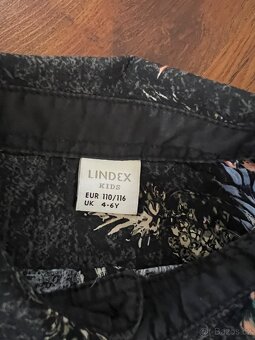 LINDEX
KIDS
EUR 110/116
UK 4-6Y